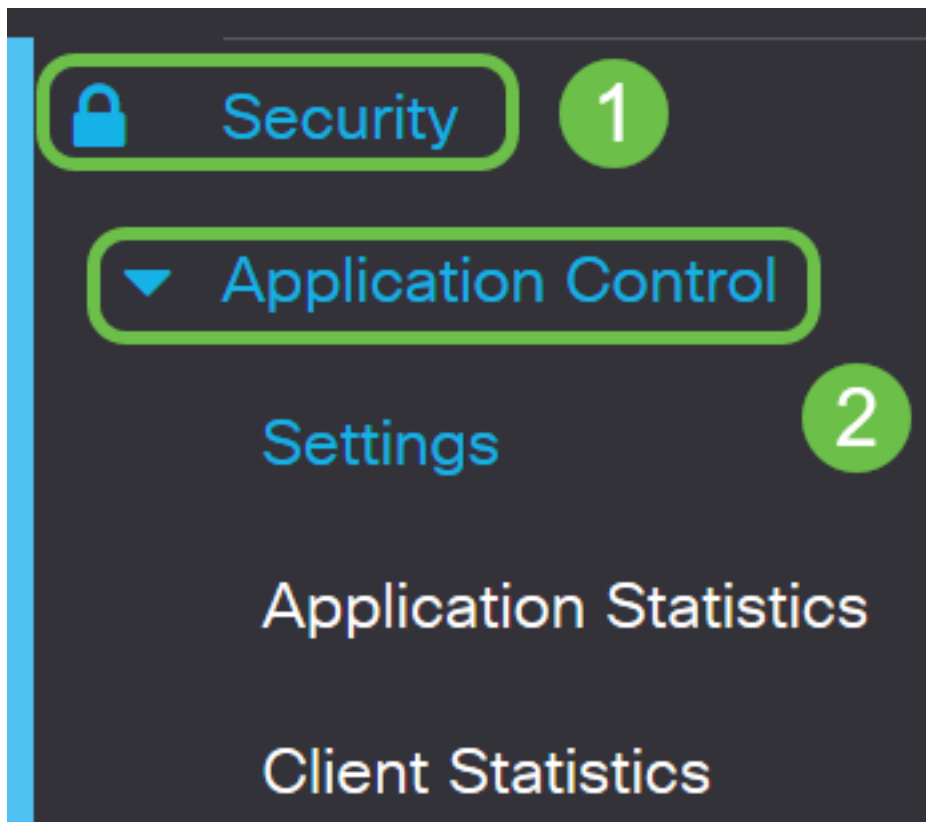 Security 1
Application Control
Settings 2
Application Statistics
Client Statistics